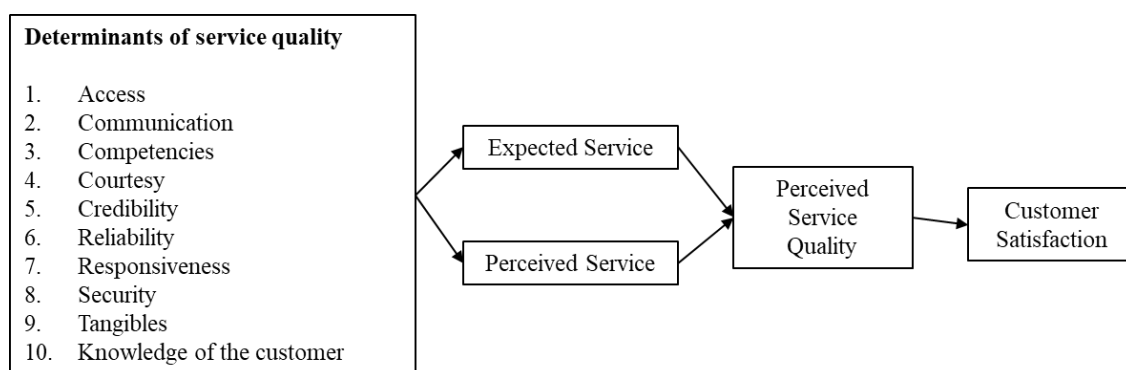 Determinants of service quality
1. Access
2. Communication
3. Competencies
4. Courtesy
5. Credibility
6. Reliability
7. Responsiveness
8. Security
9. Tangibles
10. Knowledge of the customer
Expected Service
Perceived Service
Perceived
Service
Quality
Customer
Satisfaction